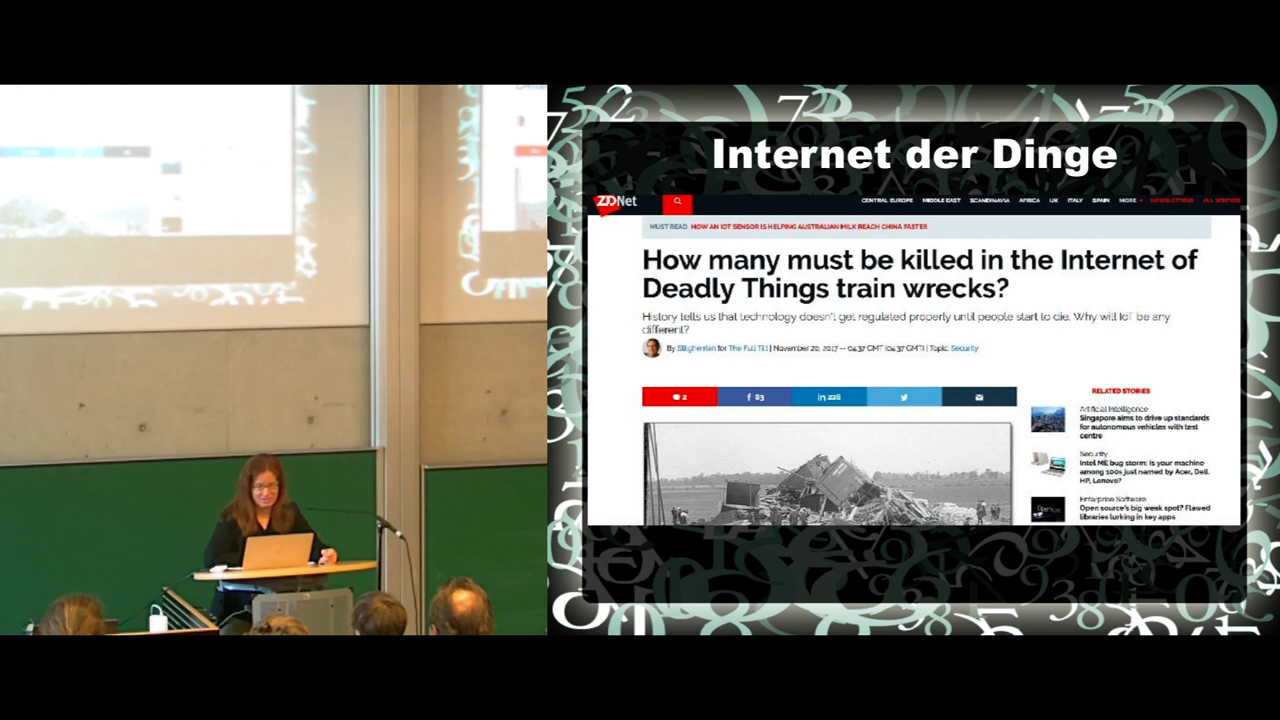 Internet der Dinge
ZDNet
CENTRAL EUROPE MIDDLE EAST SCANDINAVIA AFRICA UK ITALY SPAIN MORE NEWSLETTERS ALL WRITERS
MUST READ HOW AN IOT SENSOR IS HELPING AUSTRALIAN MILK REACH CHINA FASTER
How many must be killed in the Internet of
Deadly Things train wrecks?
History tells us that technology doesn't get regulated properly until people start to die. Why will IoT be any
different?
By Stilgherrian for The Full Tilt | November 20, 2017 -- 04:37 GMT (04:37 GMT) | Topic: Security
2 f 83 in 226
RELATED STORIES
Artificial Intelligence
Singapore aims to drive up standards
for autonomous vehicles with test
centre
Security
Intel ME bug storm: Is your machine
among 100s just named by Acer, Dell,
HP, Lenovo?
Enterprise Software
Open source's big weak spot? Flawed
libraries lurking in key apps